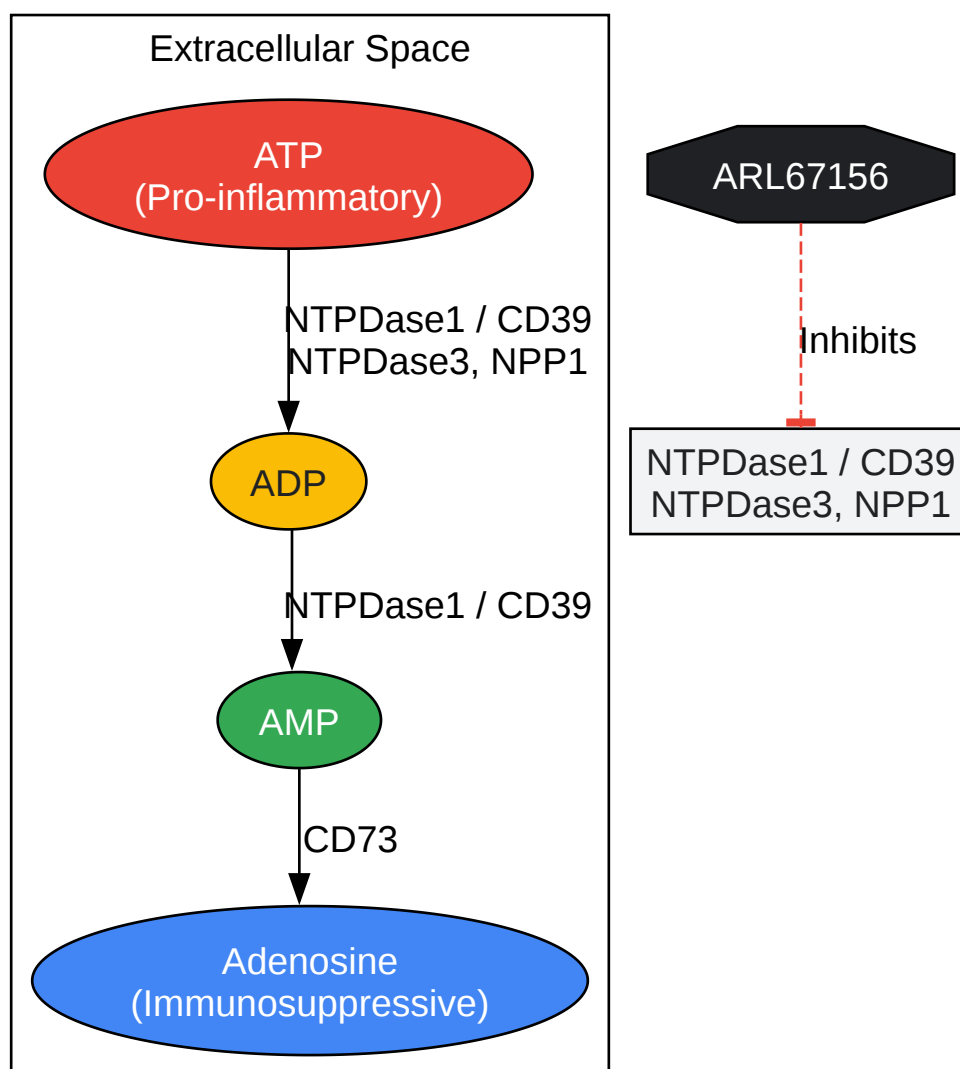 Extracellular Space
ATP
(Pro-inflammatory)
ARL67156
NTPDase1 / CD39
NTPDase3, NPP1
Inhibits
ADP
NTPDase1 / CD39
NTPDase3, NPP1
NTPDase1 / CD39
AMP
CD73
Adenosine
(Immunosuppressive)